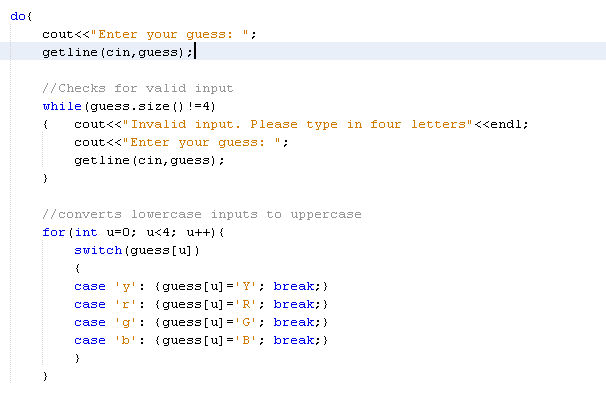 do{
cout<<"Enter your guess: ";
getline(cin,guess);
//Checks for valid input
while(guess.size()!=4)
{   cout<<"Invalid input. Please type in four letters"<<endl;
cout<<"Enter your guess: ";
getline(cin,guess);
}
//converts lowercase inputs to uppercase
for(int u=0; u<4; u++){
switch(guess[u])
{
case 'y': {guess[u]='Y'; break;}
case 'r': {guess[u]='R'; break;}
case 'g': {guess[u]='G'; break;}
case 'b': {guess[u]='B'; break;}
}
}